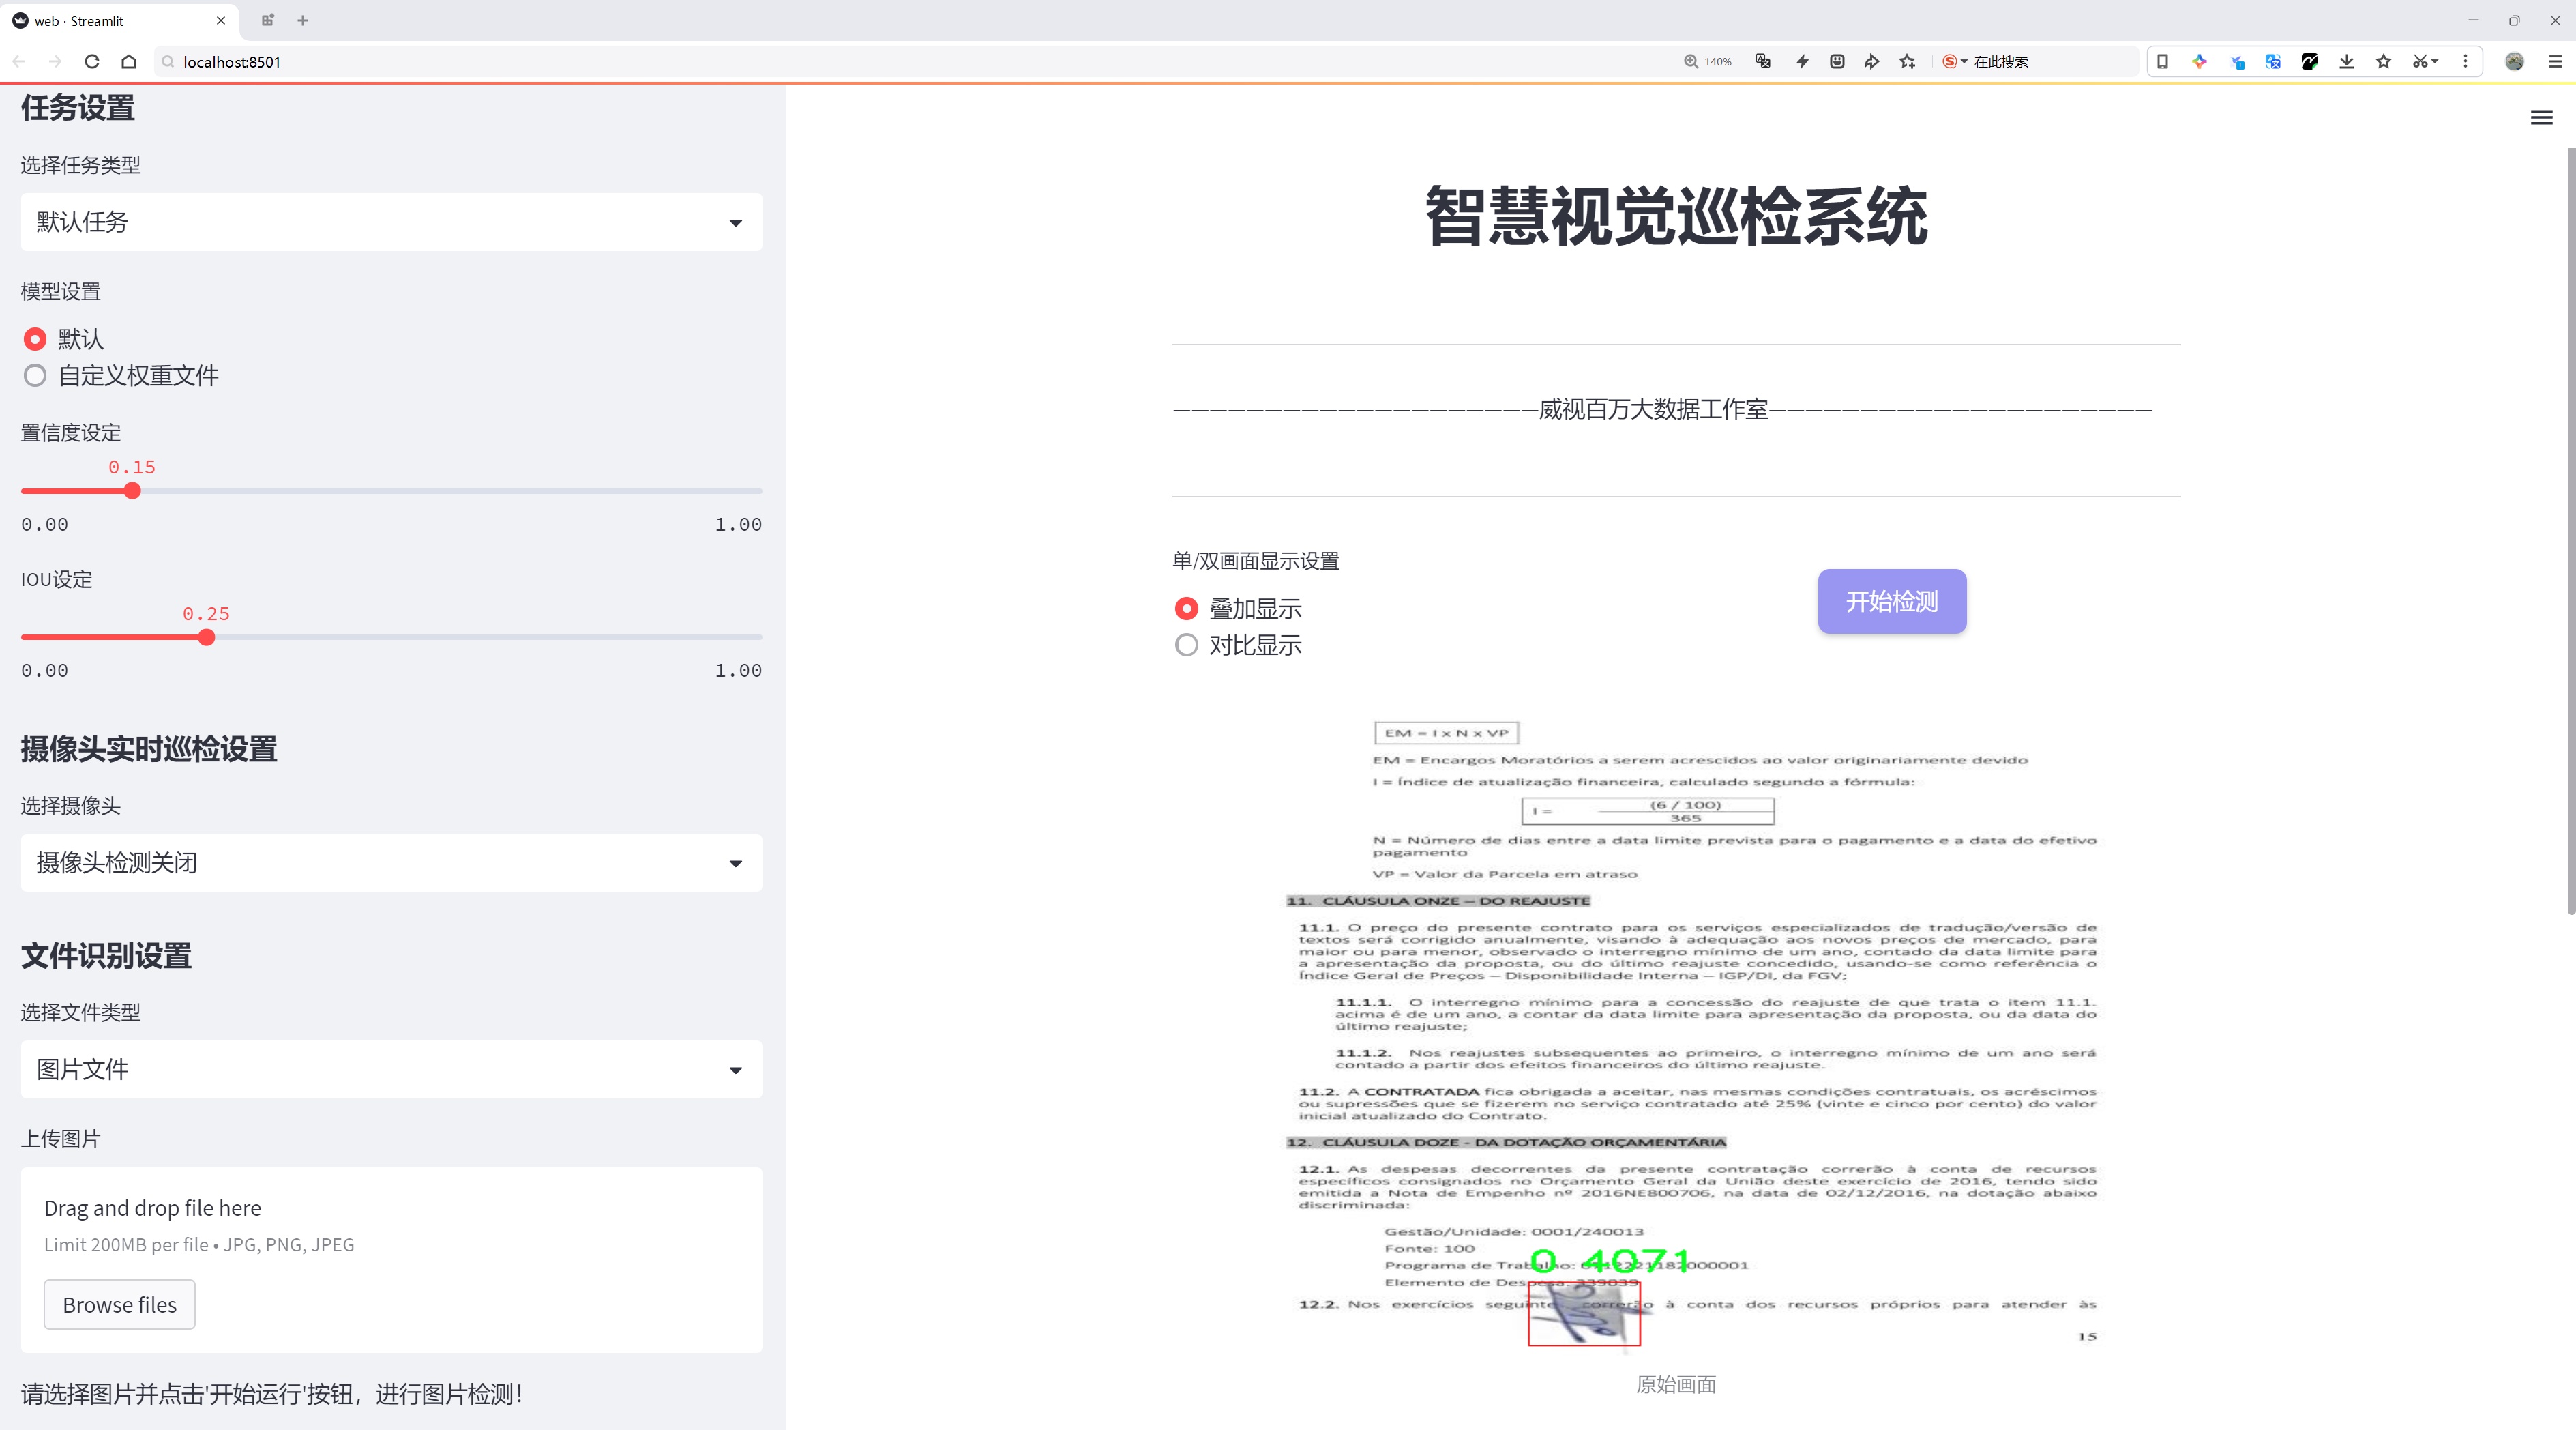 web · Streamlit
localhost:8501
140%
在此搜索
任务设置
选择任务类型
默认任务
模型设置
默认
自定义权重文件
置信度设定
0.15
0.00 1.00
IOU设定
0.25
0.00 1.00
摄像头实时巡检设置
选择摄像头
摄像头检测关闭
文件识别设置
选择文件类型
图片文件
上传图片
Drag and drop file here
Limit 200MB per file • JPG, PNG, JPEG
Browse files
请选择图片并点击'开始运行'按钮，进行图片检测！
智慧视觉巡检系统
————————————————————威视百万大数据工作室—————————————————————
单/双画面显示设置
叠加显示
对比显示
开始检测
EM = I x N x VP
EM = Encargos Moratórios a serem acrescidos ao valor originariamente devido
I = Índice de atualização financeira, calculado segundo a fórmula:
I = (6 / 100)
365
N = Número de dias entre a data limite prevista para o pagamento e a data do efetivo
pagamento
VP = Valor da Parcela em atraso
11. CLÁUSULA ONZE – DO REAJUSTE
11.1. O preço do presente contrato para os serviços especializados de tradução/versão de
textos será corrigido anualmente, visando à adequação aos novos preços de mercado, para
maior ou para menor, observado o interregno mínimo de um ano, contado da data limite para
a apresentação da proposta, ou do último reajuste concedido, usando-se como referência o
Índice Geral de Preços – Disponibilidade Interna – IGP/DI, da FGV;
11.1.1. O interregno mínimo para a concessão do reajuste de que trata o item 11.1.
acima é de um ano, a contar da data limite para apresentação da proposta, ou da data do
último reajuste;
11.1.2. Nos reajustes subsequentes ao primeiro, o interregno mínimo de um ano será
contado a partir dos efeitos financeiros do último reajuste.
11.2. A CONTRATADA fica obrigada a aceitar, nas mesmas condições contratuais, os acréscimos
ou supressões que se fizerem no serviço contratado até 25% (vinte e cinco por cento) do valor
inicial atualizado do Contrato.
12. CLÁUSULA DOZE - DA DOTAÇÃO ORÇAMENTÁRIA
12.1. As despesas decorrentes da presente contratação correrão à conta de recursos
específicos consignados no Orçamento Geral da União deste exercício de 2016, tendo sido
emitida a Nota de Empenho nº 2016NE800706, na data de 02/12/2016, na dotação abaixo
discriminada:
Gestão/Unidade: 0001/240013
Fonte: 100
0 4071
Programa de Trabalho:
Elemento de Despesa: 339039
12.2. Nos exercícios correrão à conta dos recursos próprios para atender às
15
原始画面